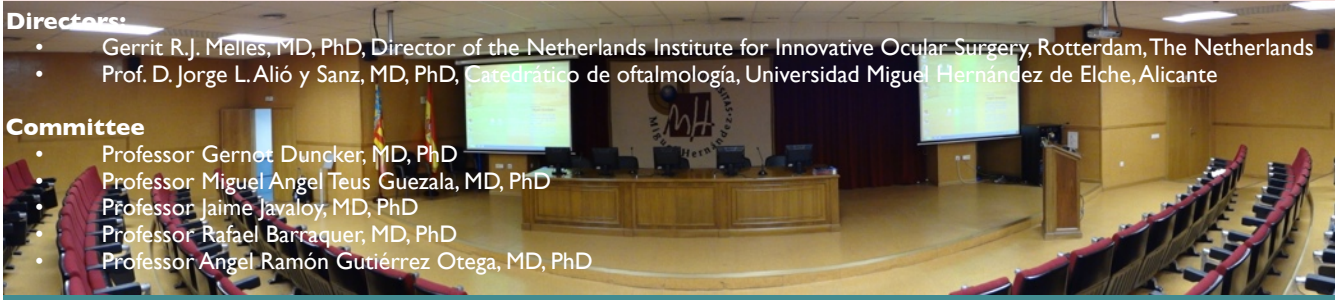 Directors:
• Gerrit R.J. Melles, MD, PhD, Director of the Netherlands Institute for Innovative Ocular Surgery, Rotterdam, The Netherlands
• Prof. D. Jorge L. Alió y Sanz, MD, PhD, Catedrático de oftalmología, Universidad Miguel Hernández de Elche, Alicante
Committee
• Professor Gernot Duncker, MD, PhD
• Professor Miguel Angel Teus Guezala, MD, PhD
• Professor Jaime Javaloy, MD, PhD
• Professor Rafael Barraquer, MD, PhD
• Professor Angel Ramón Gutiérrez Otega, MD, PhD
MH
Miguel Hernández